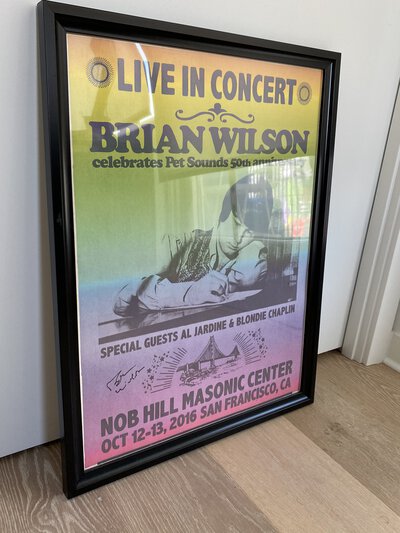 LIVE IN CONCERT
BRIAN WILSON
celebrates Pet Sounds 50th anniversary
SPECIAL GUESTS AL JARDINE & BLONDIE CHAPLIN
NOB HILL MASONIC CENTER
OCT 12-13, 2016 SAN FRANCISCO, CA